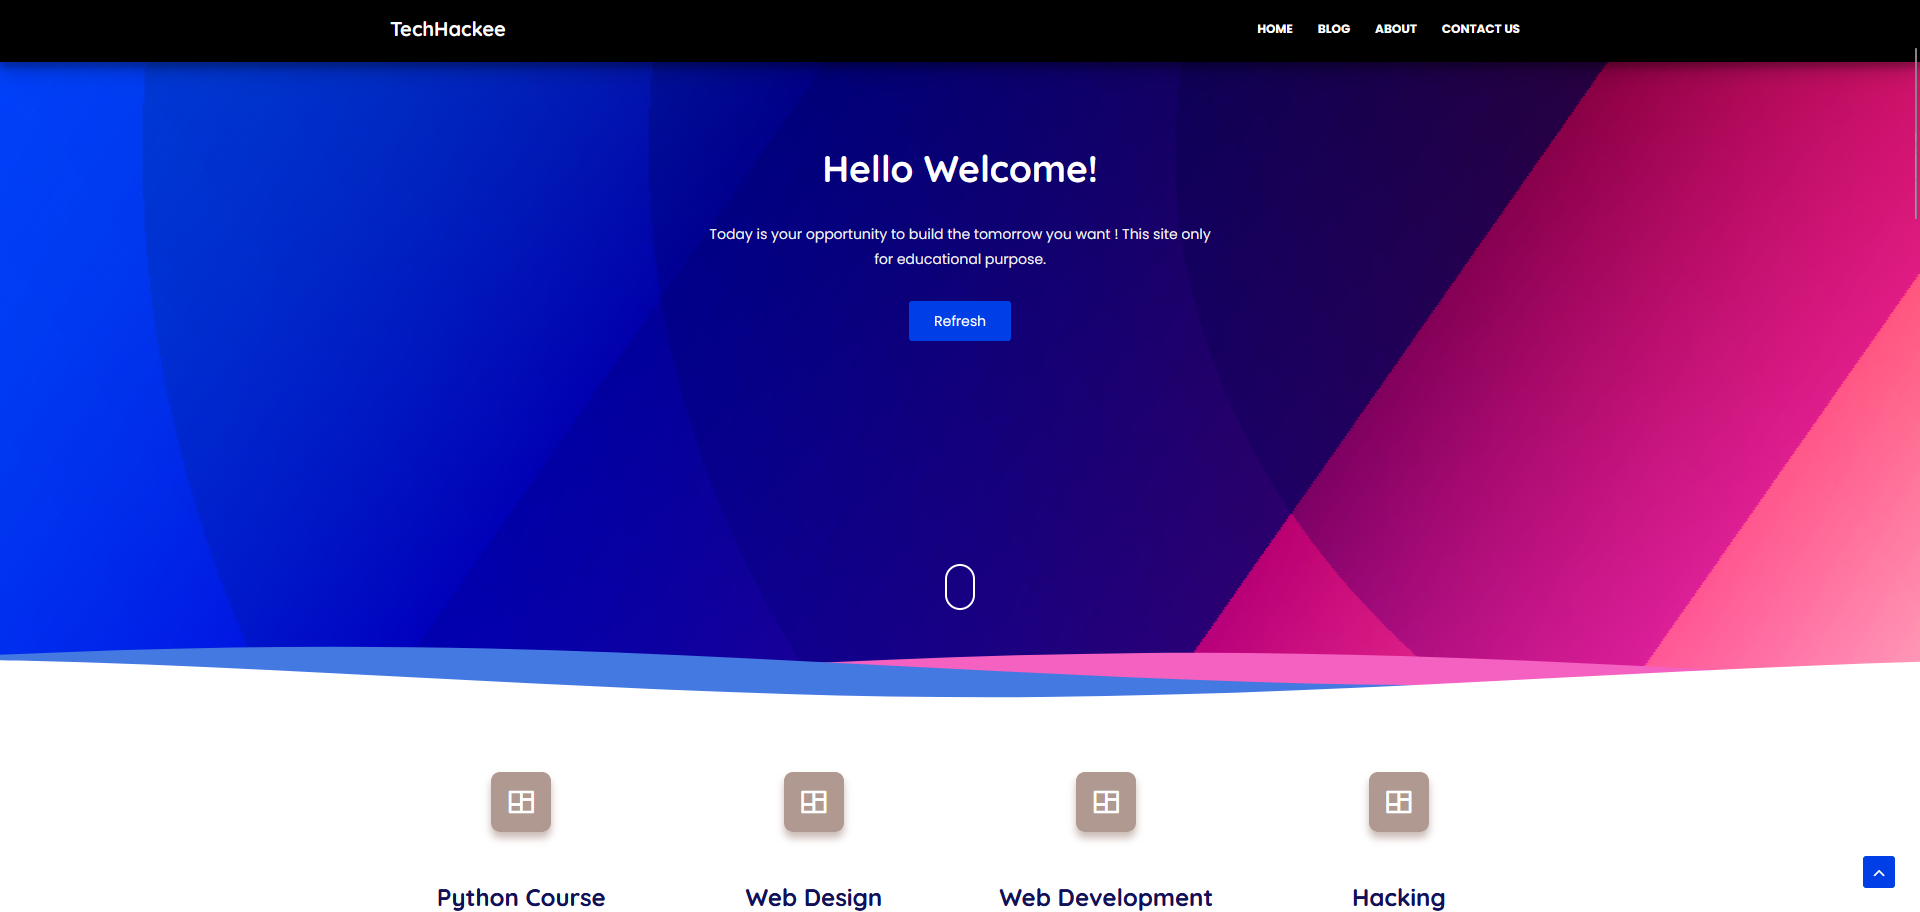 TechHackee
HOME BLOG ABOUT CONTACT US
Hello Welcome!
Today is your opportunity to build the tomorrow you want ! This site only
for educational purpose.
Refresh
Python Course
Web Design
Web Development
Hacking